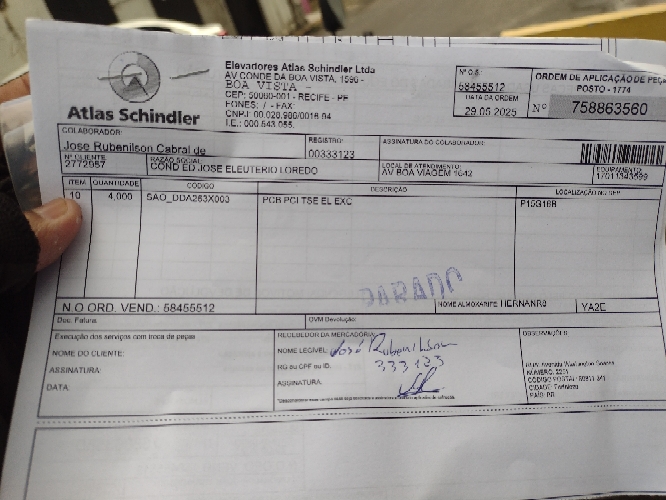 Atlas Schindler
Elevadores Atlas Schindler Ltda
AV CONDE DA BOA VISTA, 1596 -
BOA VISTA -
CEP: 50060-001 - RECIFE - PE
FONES: / - FAX:
CNPJ: 00.028.986/0016-94
I.E.: 000.543.055.
Nº O.S.
58455512
DATA DA ORDEM
29.05.2025
ORDEM DE APLICAÇÃO DE PEÇA
POSTO - 1774
Nº 758863560
COLABORADOR:
Jose Rubenilson Cabral de
REGISTRO:
00333123
ASSINATURA DO COLABORADOR:
Nº CLIENTE
2772957
RAZÃO SOCIAL
COND ED JOSE ELEUTERIO LOREDO
LOCAL DE ATENDIMENTO:
AV BOA VIAGEM 1642
EQUIPAMENTO:
ITEM QUANTIDADE CÓDIGO DESCRIÇÃO
10 4,000 SAO_DDA263X003 PCB PCI TSE EL EXC P15G16B
N.O ORD. VEND.: 58455512
NOME ALMOXARIFE: YA2E
Doc. Fatura: OVM Devolução:
Execução dos serviços com troca de peças
NOME DO CLIENTE:
ASSINATURA:
DATA:
RECEBEDOR DA MERCADORIA:
NOME LEGÍVEL: José Rubenilson
RG ou CPF ou ID. 333123
ASSINATURA:
OBSERVAÇÕES